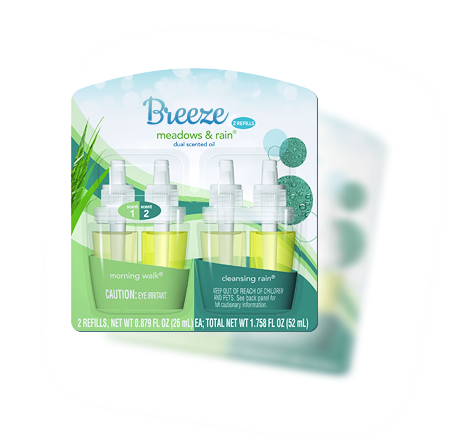 Breeze
2 REFILLS
meadows & rain®
dual scented oil
scent 1
scent 2
morning walk®
cleansing rain®
CAUTION: EYE IRRITANT
KEEP OUT OF REACH OF CHILDREN
AND PETS. See back panel for
cautionary information.
2 REFILLS, NET WT 0.879 FL OZ (26 mL) EA; TOTAL NET WT 1.758 FL OZ (52 mL)